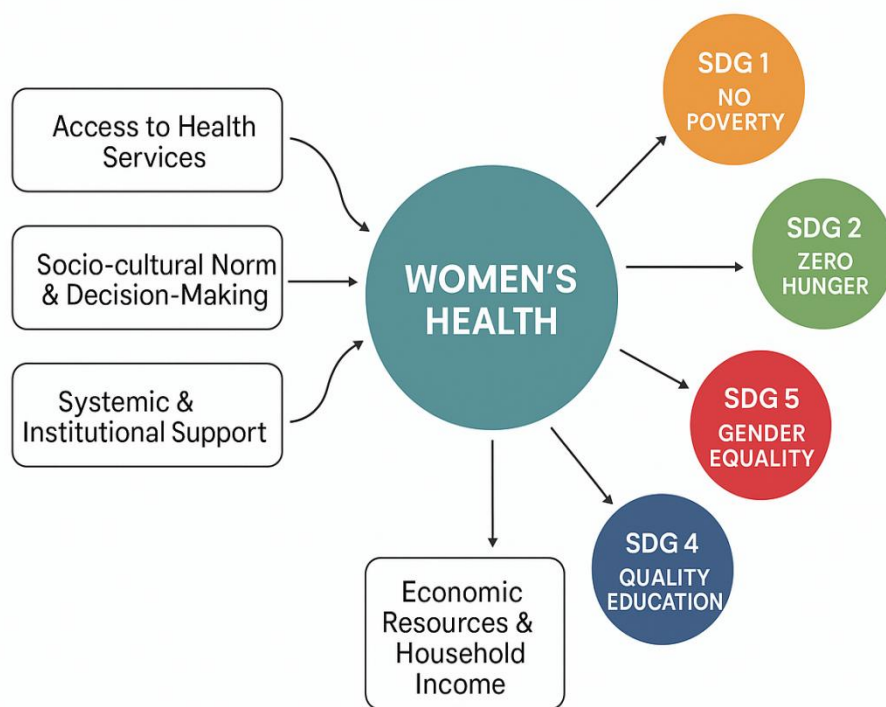 Access to Health
Services
Socio-cultural Norm
& Decision-Making
Systemic &
Institutional Support
WOMEN'S
HEALTH
Economic
Resources &
Household
Income
SDG 1
NO
POVERTY
SDG 2
ZERO
HUNGER
SDG 5
GENDER
EQUALITY
SDG 4
QUALITY
EDUCATION